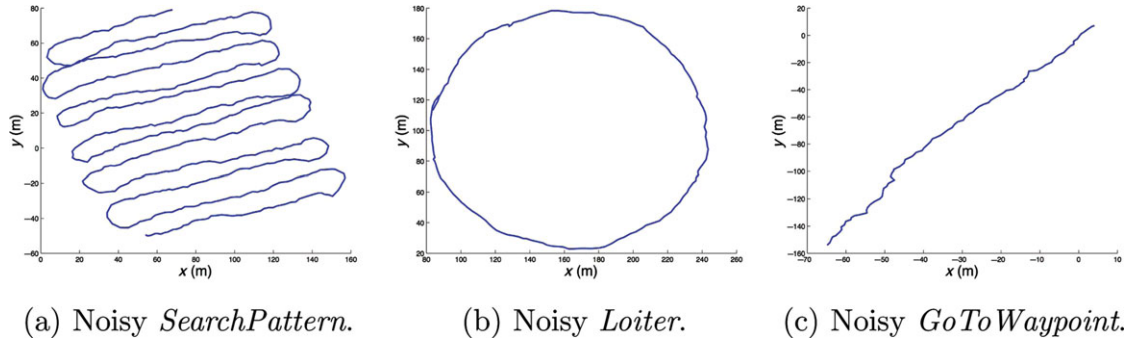 80
60
40
20
0
−20
−40
−60
0 20 40 60 80 100 120 140 160
y (m)
x (m)
180
160
140
120
100
80
60
40
20
80 100 120 140 160 180 200 220 240 260
y (m)
x (m)
20
0
−20
−40
−60
−80
−100
−120
−140
−160
−70 −60 −50 −40 −30 −20 −10 0 10
y (m)
x (m)
(a) Noisy SearchPattern.
(b) Noisy Loiter.
(c) Noisy GoToWaypoint.